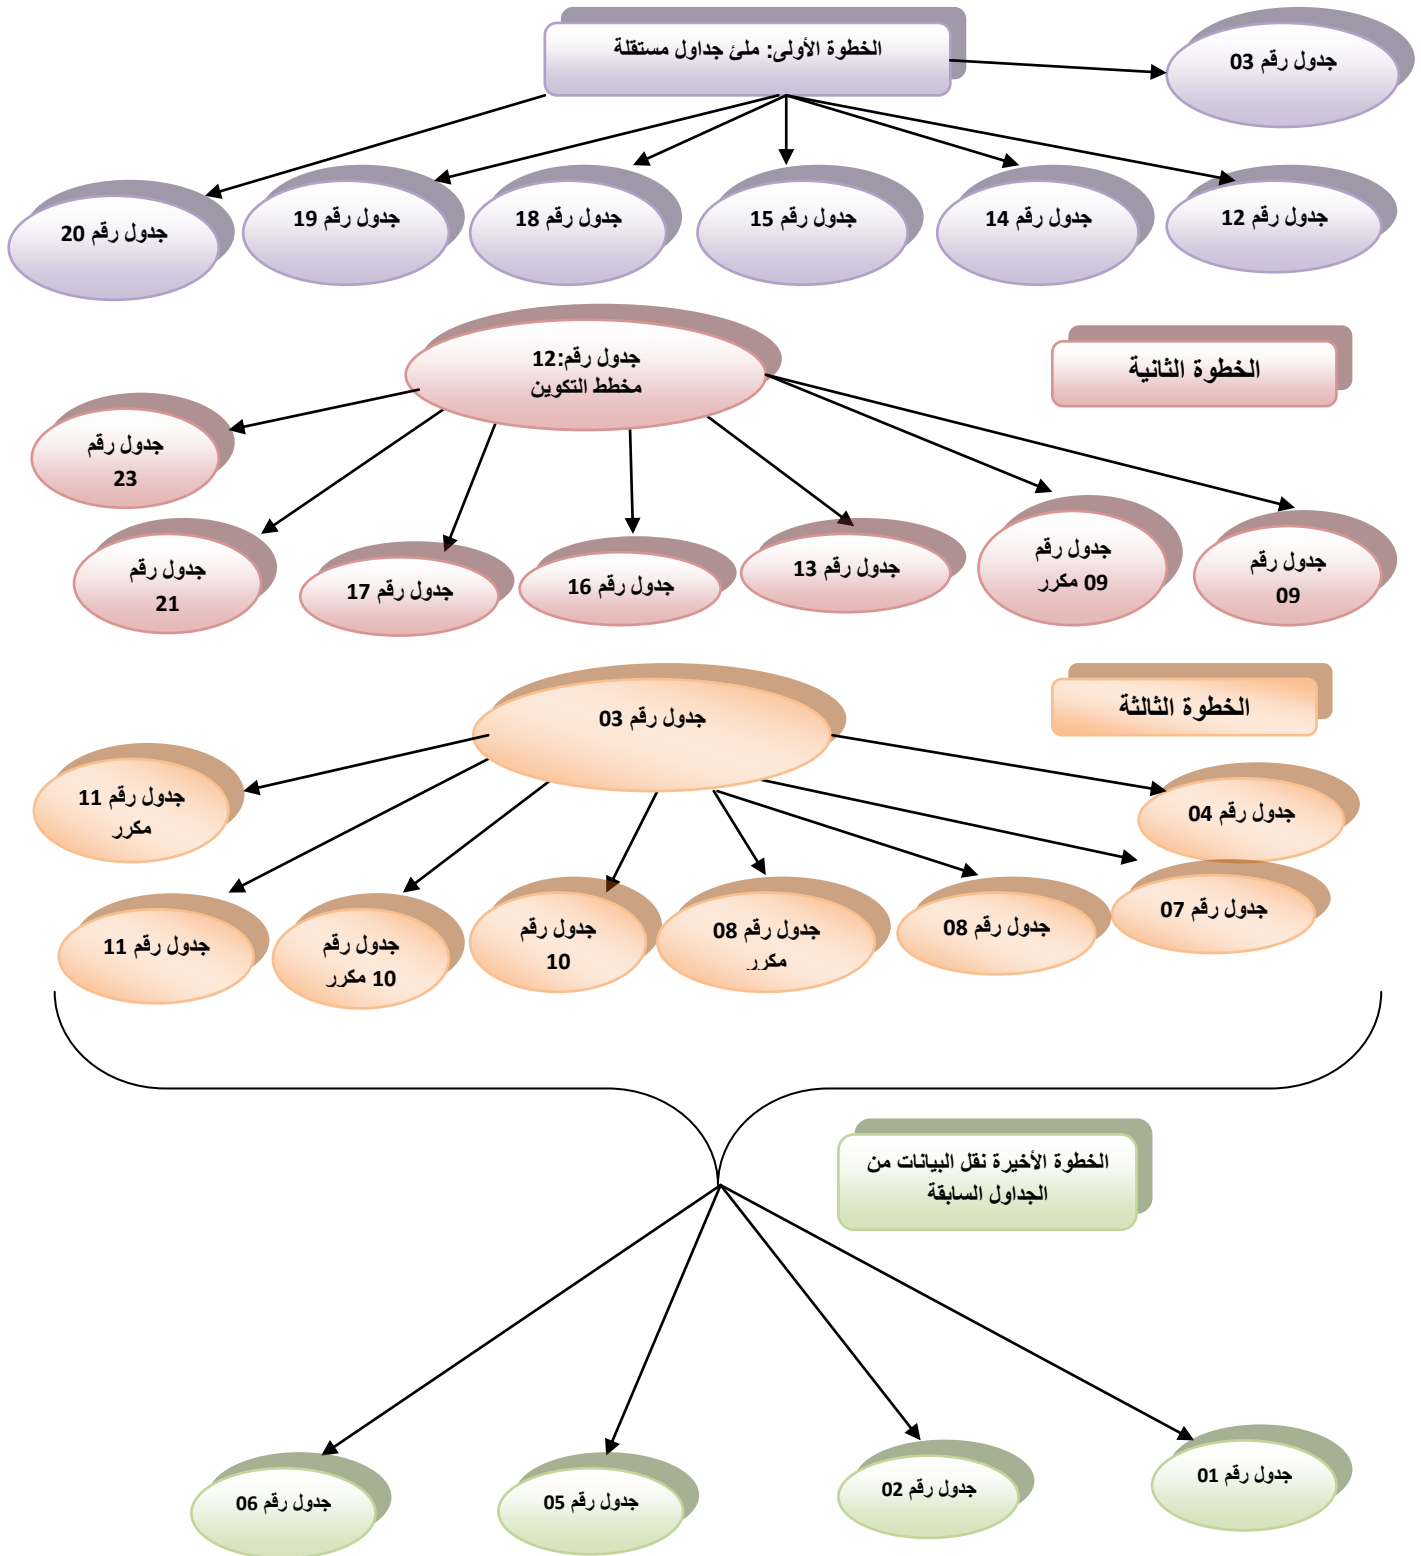 الخطوة الأولى: ملئ جداول مستقلة
جدول رقم 03
جدول رقم 12
جدول رقم 14
جدول رقم 15
جدول رقم 18
جدول رقم 19
جدول رقم 20
الخطوة الثانية
جدول رقم:12
مخطط التكوين
جدول رقم
09
جدول رقم
09 مكرر
جدول رقم 13
جدول رقم 16
جدول رقم 17
جدول رقم
21
جدول رقم
23
الخطوة الثالثة
جدول رقم 03
جدول رقم 04
جدول رقم 07
جدول رقم 08
جدول رقم 08
مكرر
جدول رقم
10
جدول رقم
10 مكرر
جدول رقم 11
جدول رقم 11
مكرر
الخطوة الأخيرة نقل البيانات من
الجداول السابقة
جدول رقم 01
جدول رقم 02
جدول رقم 05
جدول رقم 06